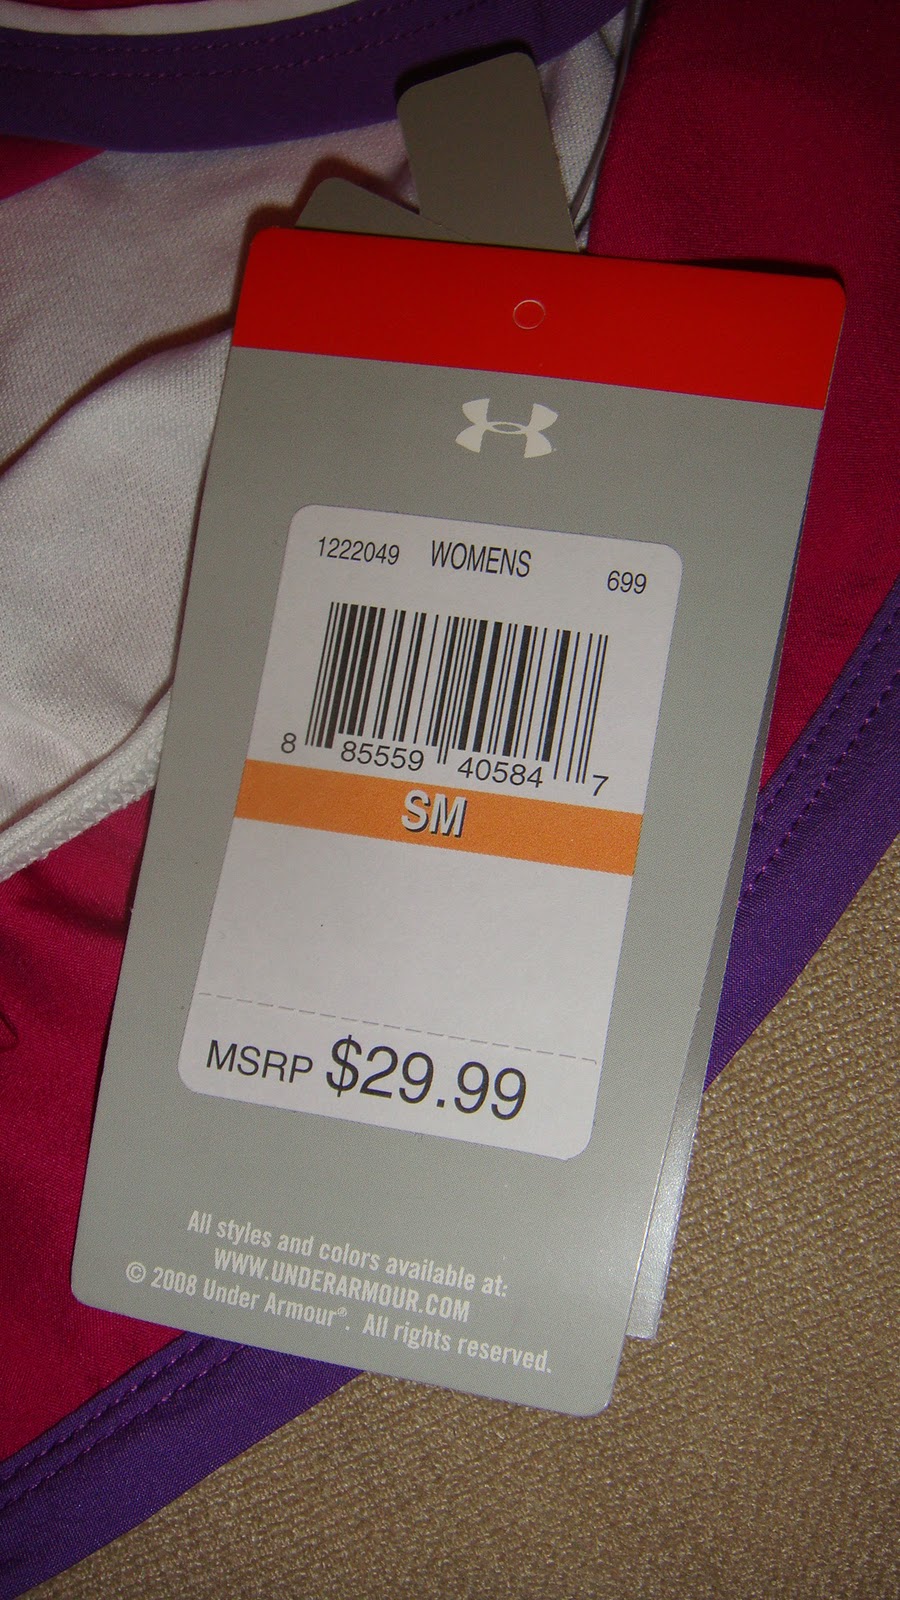 1222049 WOMENS 699
8 85559 40584 7
SM
MSRP $29.99
All styles and colors available at:
WWW.UNDERARMOUR.COM
© 2008 Under Armour®. All rights reserved.